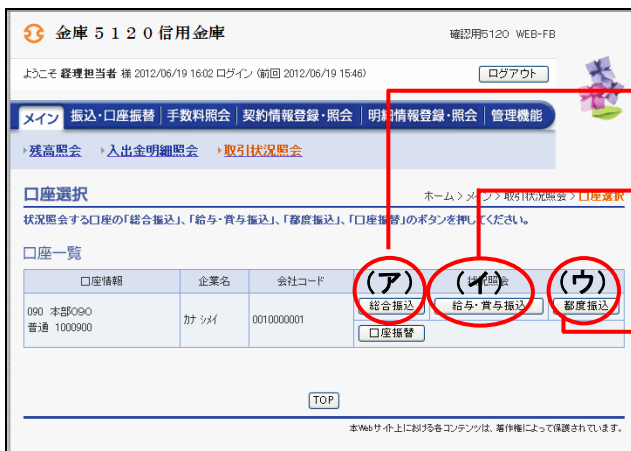 金庫５１２０信用金庫
確認用5120 WEB-FB
ようこそ 経理担当者 様 2012/06/19 16:02 ログイン (前回 2012/06/19 15:46)
ログアウト
メイン 振込・口座振替 手数料照会 契約情報登録・照会 明細情報登録・照会 管理機能
残高照会 入出金明細照会 取引状況照会
口座選択
ホーム > メイン > 取引状況照会 > 口座選択
状況照会する口座の「総合振込」、「給与・賞与振込」、「都度振込」、「口座振替」のボタンを押してください。
口座一覧
口座情報 企業名 会社コード 状況照会
(ア) (イ) (ウ)
090 本部090
普通 1000900
カナ シメイ
0010000001
総合振込 給与・賞与振込 都度振込
口座振替
TOP
本Webサイト上における各コンテンツは、著作権によって保護されています。